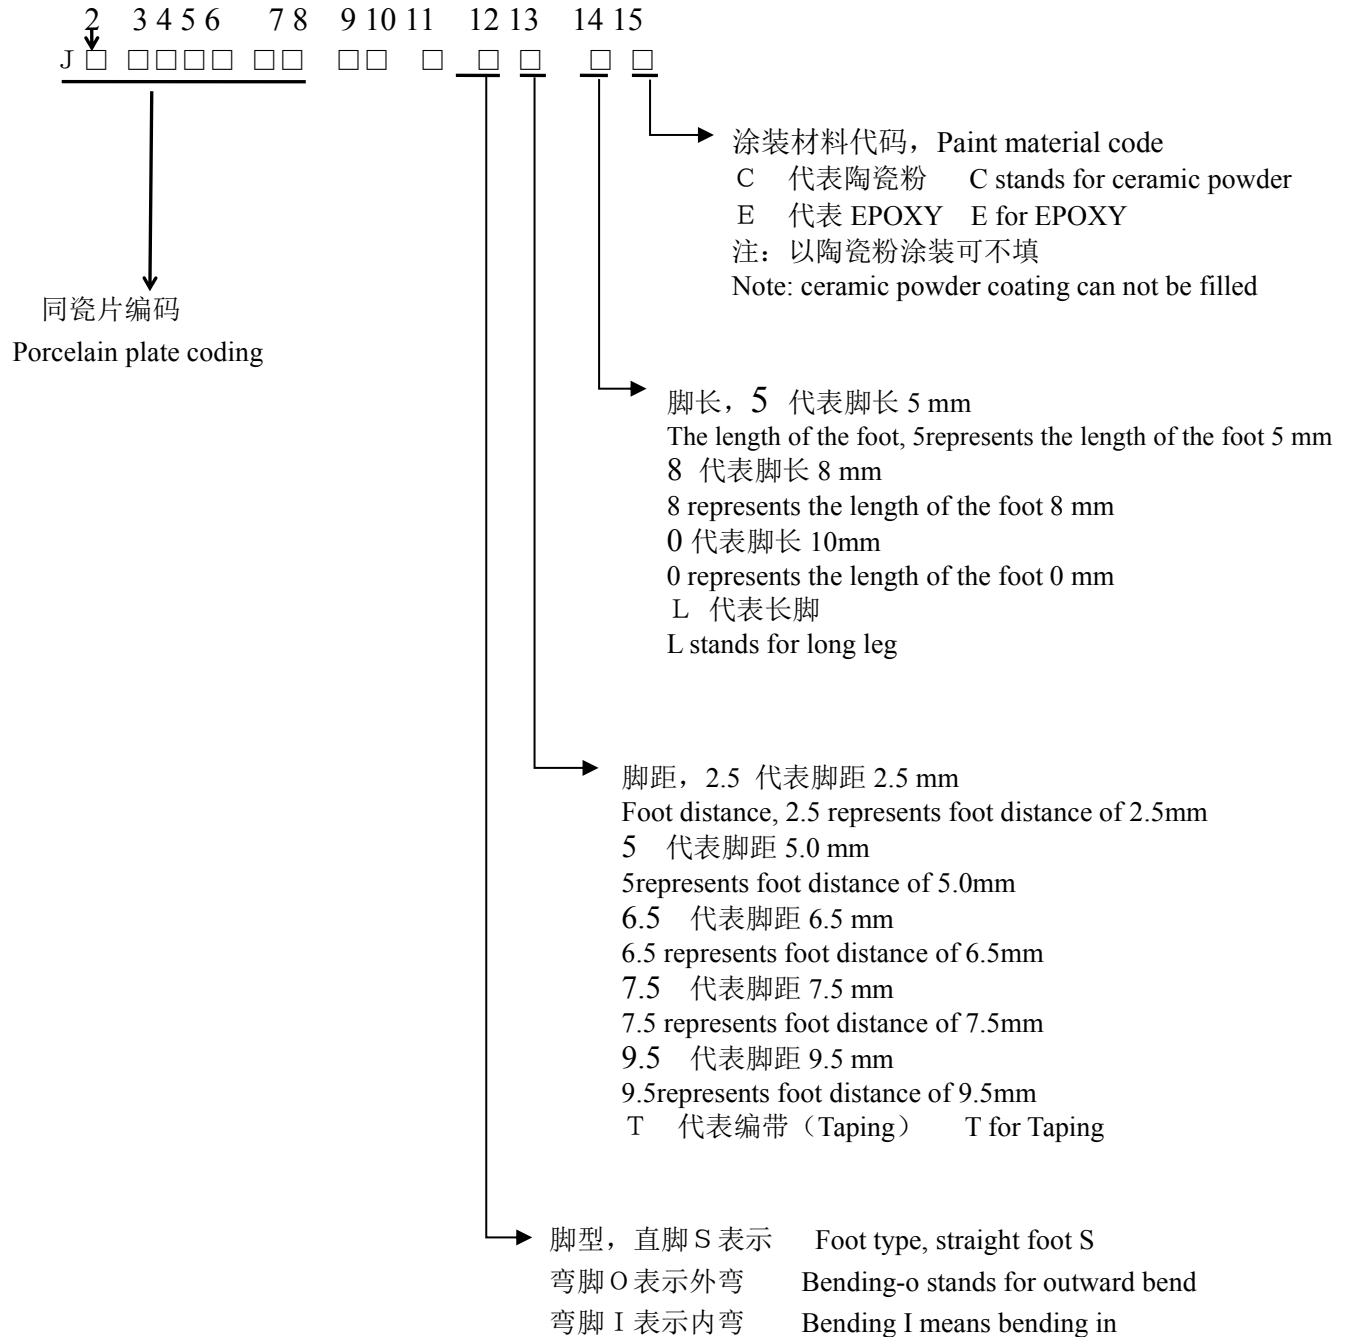 2 3 4 5 6 7 8 9 10 11 12 13 14 15
J □ □□□□ □□ □□ □ □ □ □ □
涂装材料代码，Paint material code
C 代表陶瓷粉 C stands for ceramic powder
E 代表 EPOXY E for EPOXY
注：以陶瓷粉涂装可不填
Note: ceramic powder coating can not be filled
同瓷片编码
Porcelain plate coding
脚长，5 代表脚长 5 mm
The length of the foot, 5represents the length of the foot 5 mm
8 代表脚长 8 mm
8 represents the length of the foot 8 mm
0 代表脚长 10mm
0 represents the length of the foot 0 mm
L 代表长脚
L stands for long leg
脚距，2.5 代表脚距 2.5 mm
Foot distance, 2.5 represents foot distance of 2.5mm
5 代表脚距 5.0 mm
5represents foot distance of 5.0mm
6.5 代表脚距 6.5 mm
6.5 represents foot distance of 6.5mm
7.5 代表脚距 7.5 mm
7.5 represents foot distance of 7.5mm
9.5 代表脚距 9.5 mm
9.5represents foot distance of 9.5mm
T 代表编带（Taping） T for Taping
脚型，直脚S表示 Foot type, straight foot S
弯脚O表示外弯 Bending-o stands for outward bend
弯脚I表示内弯 Bending I means bending in